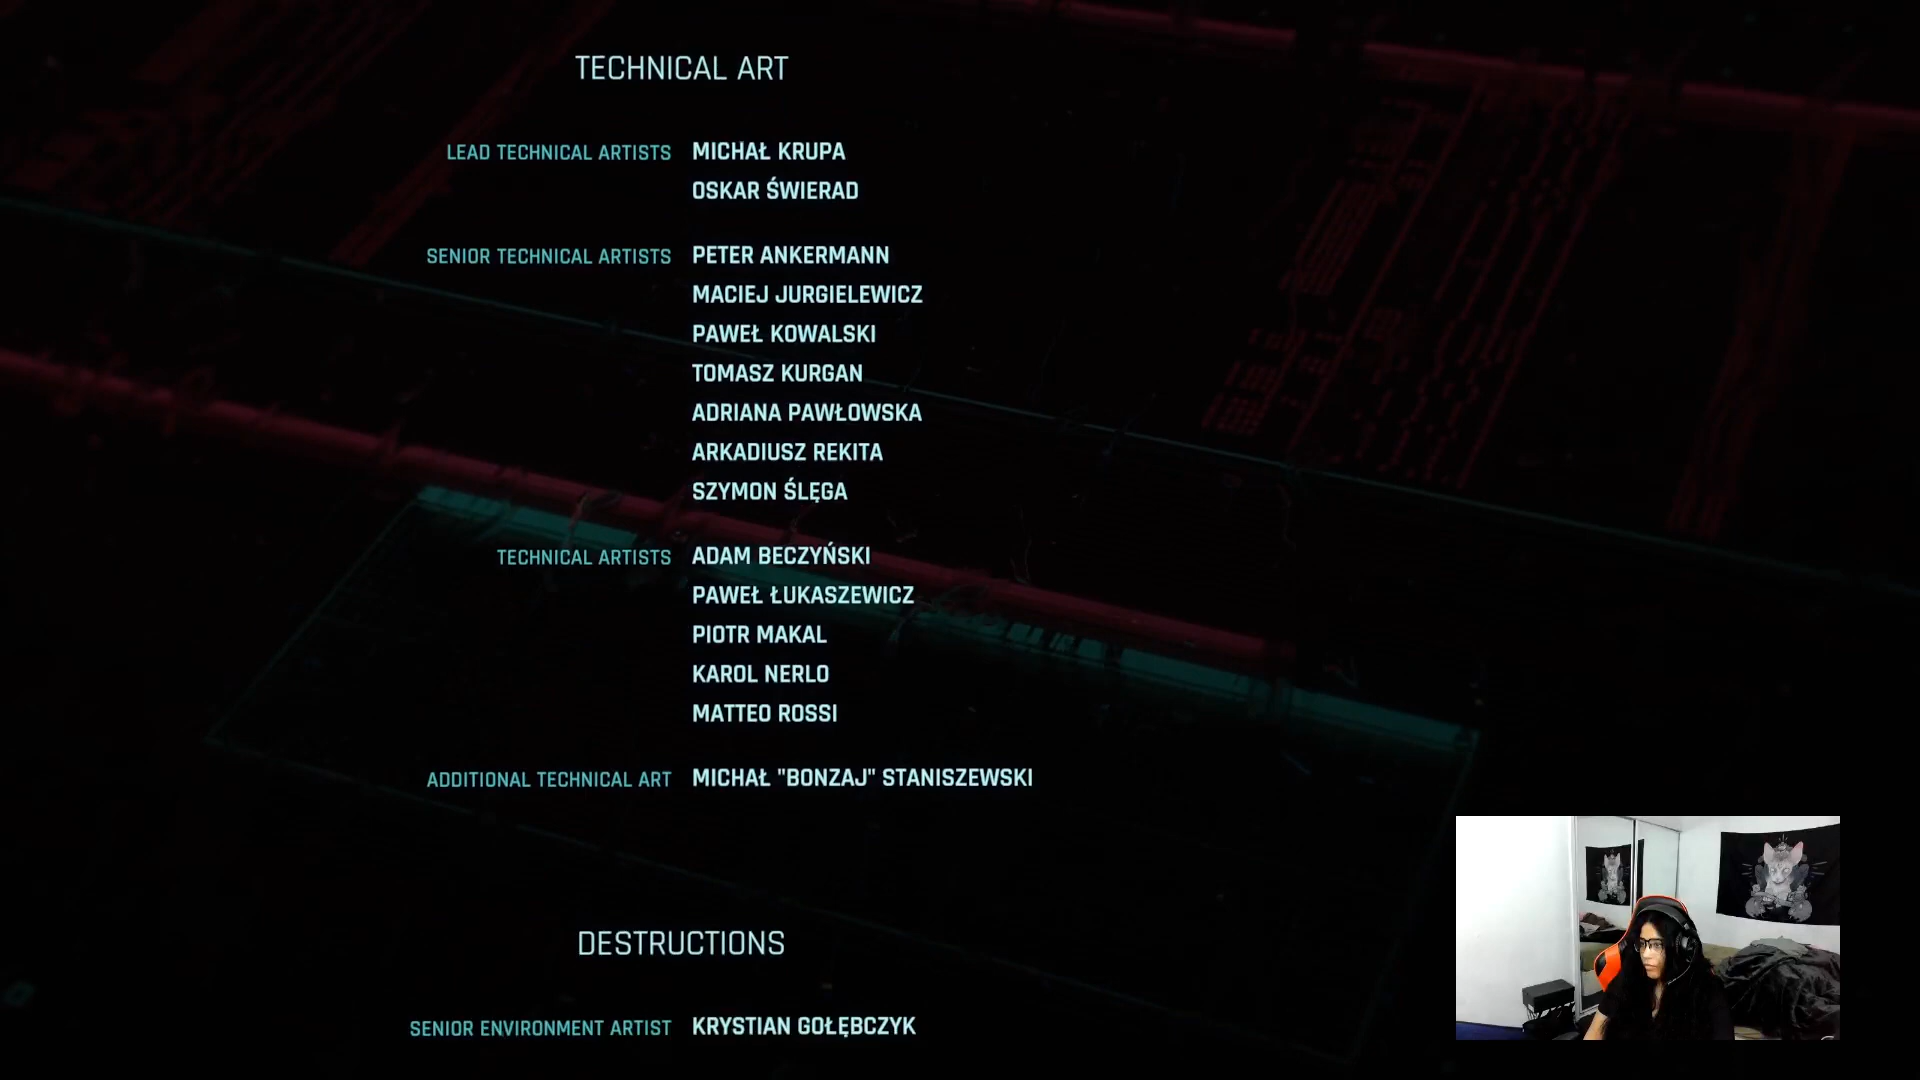 TECHNICAL ART
LEAD TECHNICAL ARTISTS MICHAŁ KRUPA
OSKAR ŚWIERAD
SENIOR TECHNICAL ARTISTS PETER ANKERMANN
MACIEJ JURGIELEWICZ
PAWEŁ KOWALSKI
TOMASZ KURGAN
ADRIANA PAWŁOWSKA
ARKADIUSZ REKITA
SZYMON ŚLĘGA
TECHNICAL ARTISTS ADAM BECZYŃSKI
PAWEŁ ŁUKASZEWICZ
PIOTR MAKAL
KAROL NERLO
MATTEO ROSSI
ADDITIONAL TECHNICAL ART MICHAŁ "BONZAJ" STANISZEWSKI
DESTRUCTIONS
SENIOR ENVIRONMENT ARTIST KRYSTIAN GOŁĘBCZYK